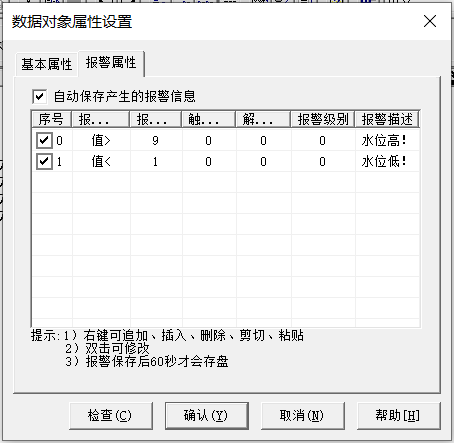 数据对象属性设置
基本属性 报警属性
自动保存产生的报警信息
序号 报... 报... 触... 解... 报警级别 报警描述
0 值> 9 0 0 0 水位高!
1 值< 1 0 0 0 水位低!
提示:1) 右键可追加、插入、删除、剪切、粘贴
2) 双击可修改
3) 报警保存后60秒才会存盘
检查(C) 确认(Y) 取消(N) 帮助[H]